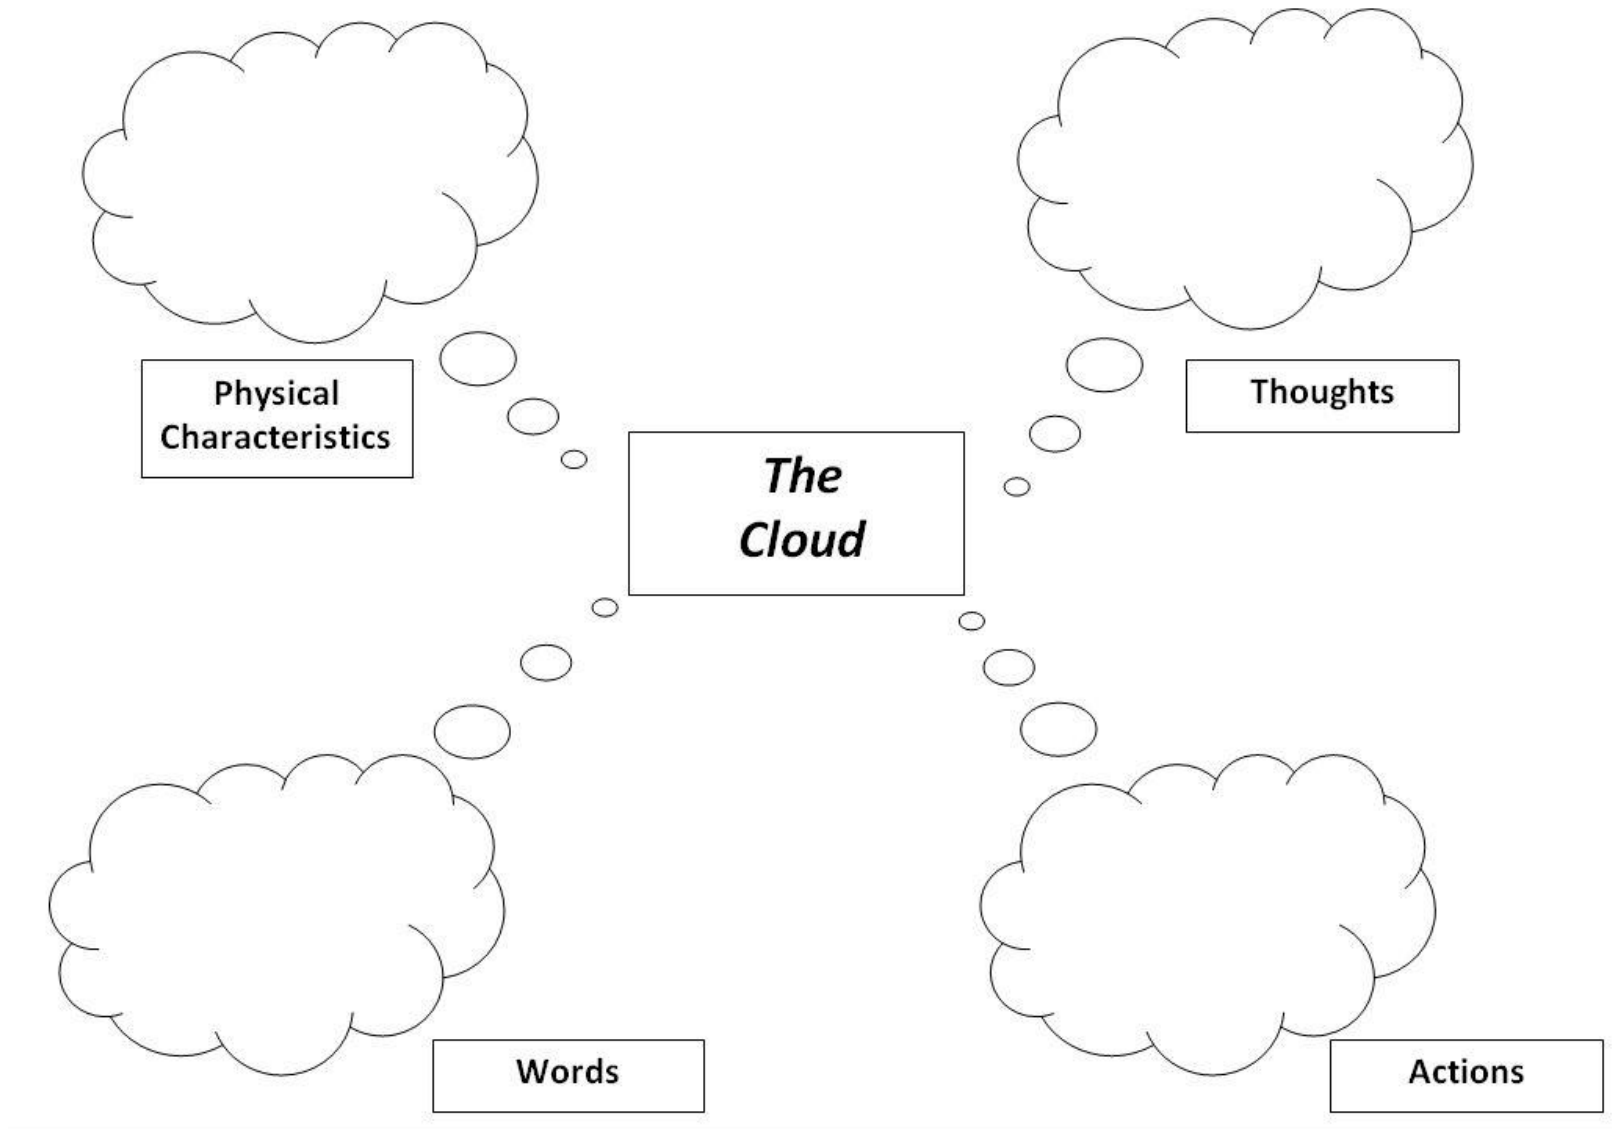 Physical
Characteristics
Thoughts
The
Cloud
Words
Actions